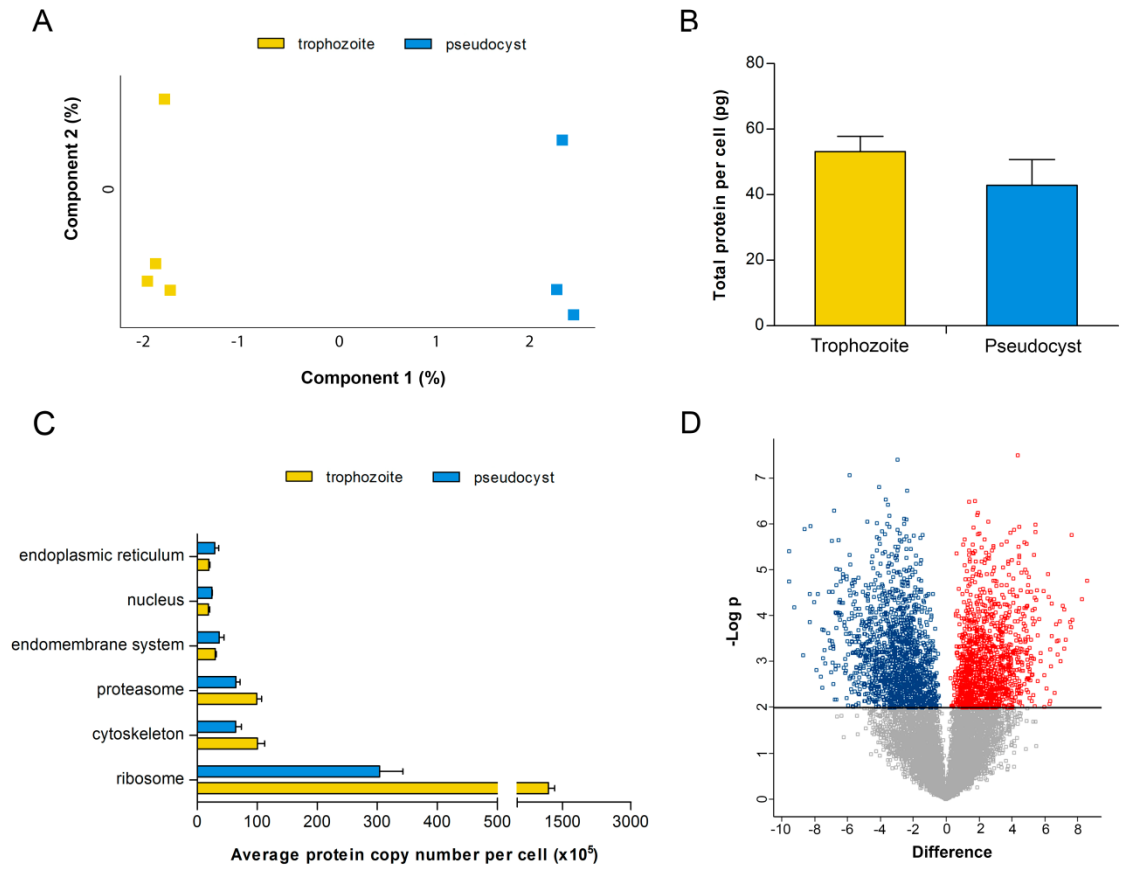 A
trophozoite pseudocyst
Component 2 (%)
0
-2 -1 0 1 2
Component 1 (%)
B
Total protein per cell (pg)
80
60
40
20
0
Trophozoite Pseudocyst
C
trophozoite pseudocyst
endoplasmic reticulum
nucleus
endomembrane system
proteasome
cytoskeleton
ribosome
0 100 200 300 400 500 1500 3000
Average protein copy number per cell (x10⁵)
D
-Log p
7
6
5
4
3
2
1
0
-10 -8 -6 -4 -2 0 2 4 6 8
Difference